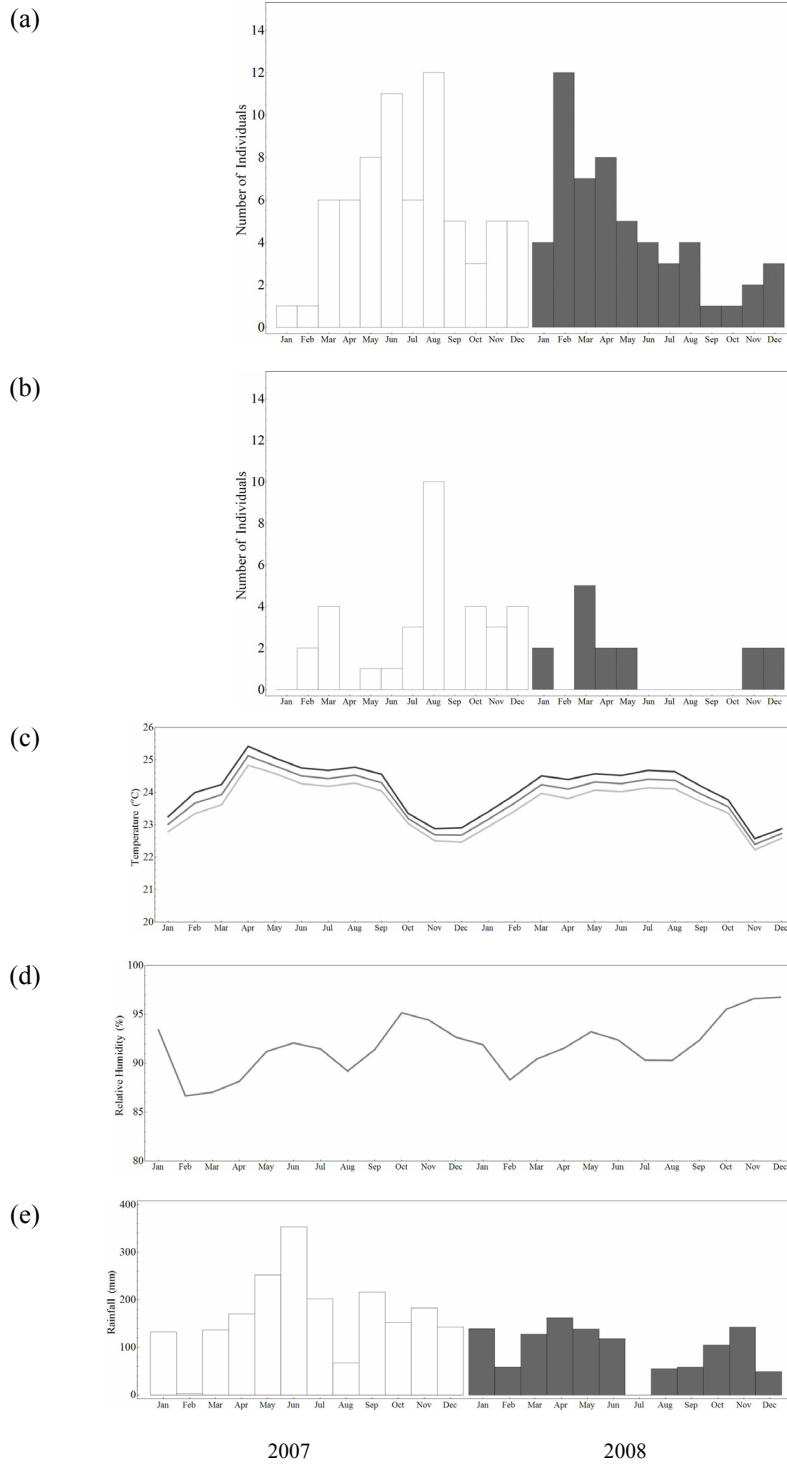 (a)
Number of Individuals
14
12
10
8
6
4
2
0
Jan Feb Mar Apr May Jun Jul Aug Sep Oct Nov Dec Jan Feb Mar Apr May Jun Jul Aug Sep Oct Nov Dec
(b)
Number of Individuals
14
12
10
8
6
4
2
0
Jan Feb Mar Apr May Jun Jul Aug Sep Oct Nov Dec Jan Feb Mar Apr May Jun Jul Aug Sep Oct Nov Dec
(c)
Temperature (°C)
26
25
24
23
22
21
20
Jan Feb Mar Apr May Jun Jul Aug Sep Oct Nov Dec Jan Feb Mar Apr May Jun Jul Aug Sep Oct Nov Dec
(d)
Relative Humidity (%)
100
95
90
85
80
Jan Feb Mar Apr May Jun Jul Aug Sep Oct Nov Dec Jan Feb Mar Apr May Jun Jul Aug Sep Oct Nov Dec
(e)
Rainfall (mm)
400
300
200
100
0
Jan Feb Mar Apr May Jun Jul Aug Sep Oct Nov Dec Jan Feb Mar Apr May Jun Jul Aug Sep Oct Nov Dec
2007 2008